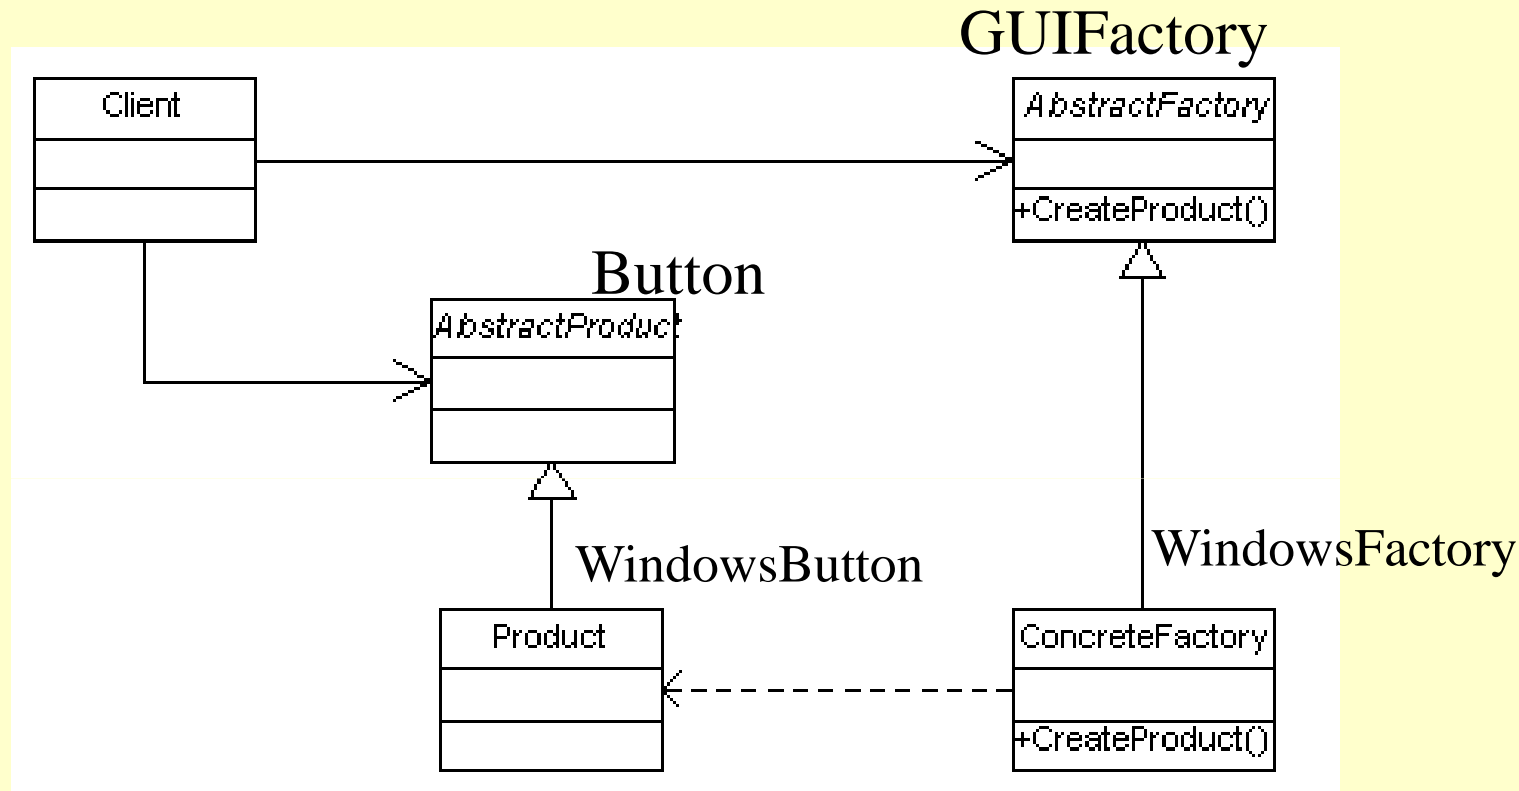 GUIFactory
Client
AbstractFactory
+CreateProduct()
Button
AbstractProduct
WindowsButton
WindowsFactory
Product
ConcreteFactory
+CreateProduct()